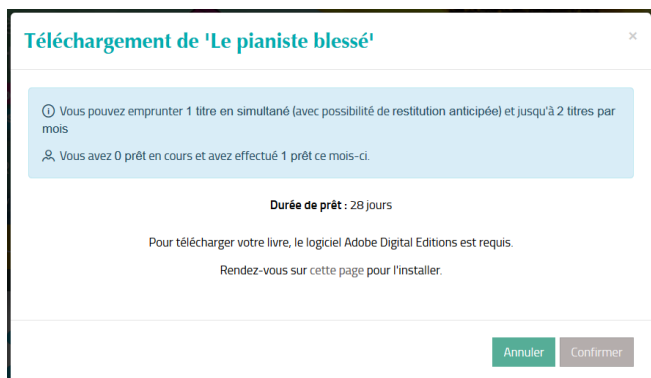 Téléchargement de 'Le pianiste blessé'
×
Vous pouvez emprunter 1 titre en simultané (avec possibilité de restitution anticipée) et jusqu'à 2 titres par
mois
Vous avez 0 prêt en cours et avez effectué 1 prêt ce mois-ci.
Durée de prêt : 28 jours
Pour télécharger votre livre, le logiciel Adobe Digital Editions est requis.
Rendez-vous sur cette page pour l'installer.
Annuler Confirmer